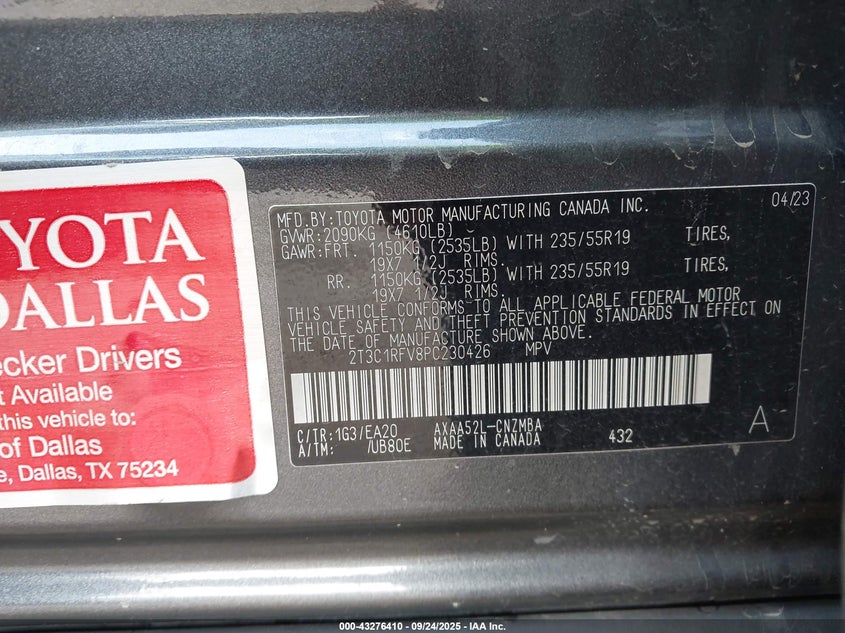 YOTA
DALLAS
ecker Drivers
t Available
this vehicle to:
of Dallas
e, Dallas, TX 75234
MFD.BY:TOYOTA MOTOR MANUFACTURING CANADA INC. 04/23
GVWR:2090KG (4610LB)
GAWR:FRT. 1150KG (2535LB) WITH 235/55R19 TIRES,
19X7 1/2J RIMS.
RR. 1150KG (2535LB) WITH 235/55R19 TIRES,
19X7 1/2J RIMS.
THIS VEHICLE CONFORMS TO ALL APPLICABLE FEDERAL MOTOR
VEHICLE SAFETY AND THEFT PREVENTION STANDARDS IN EFFECT ON
THE DATE OF MANUFACTURE SHOWN ABOVE.
2T3C1RFV8PC230426 MPV
C/TR:1G3/EA20 AXAA52L-CNZMBA
A/TM: /UB80E MADE IN CANADA 432 A
000-43276410 - 09/24/2025 - IAA Inc.